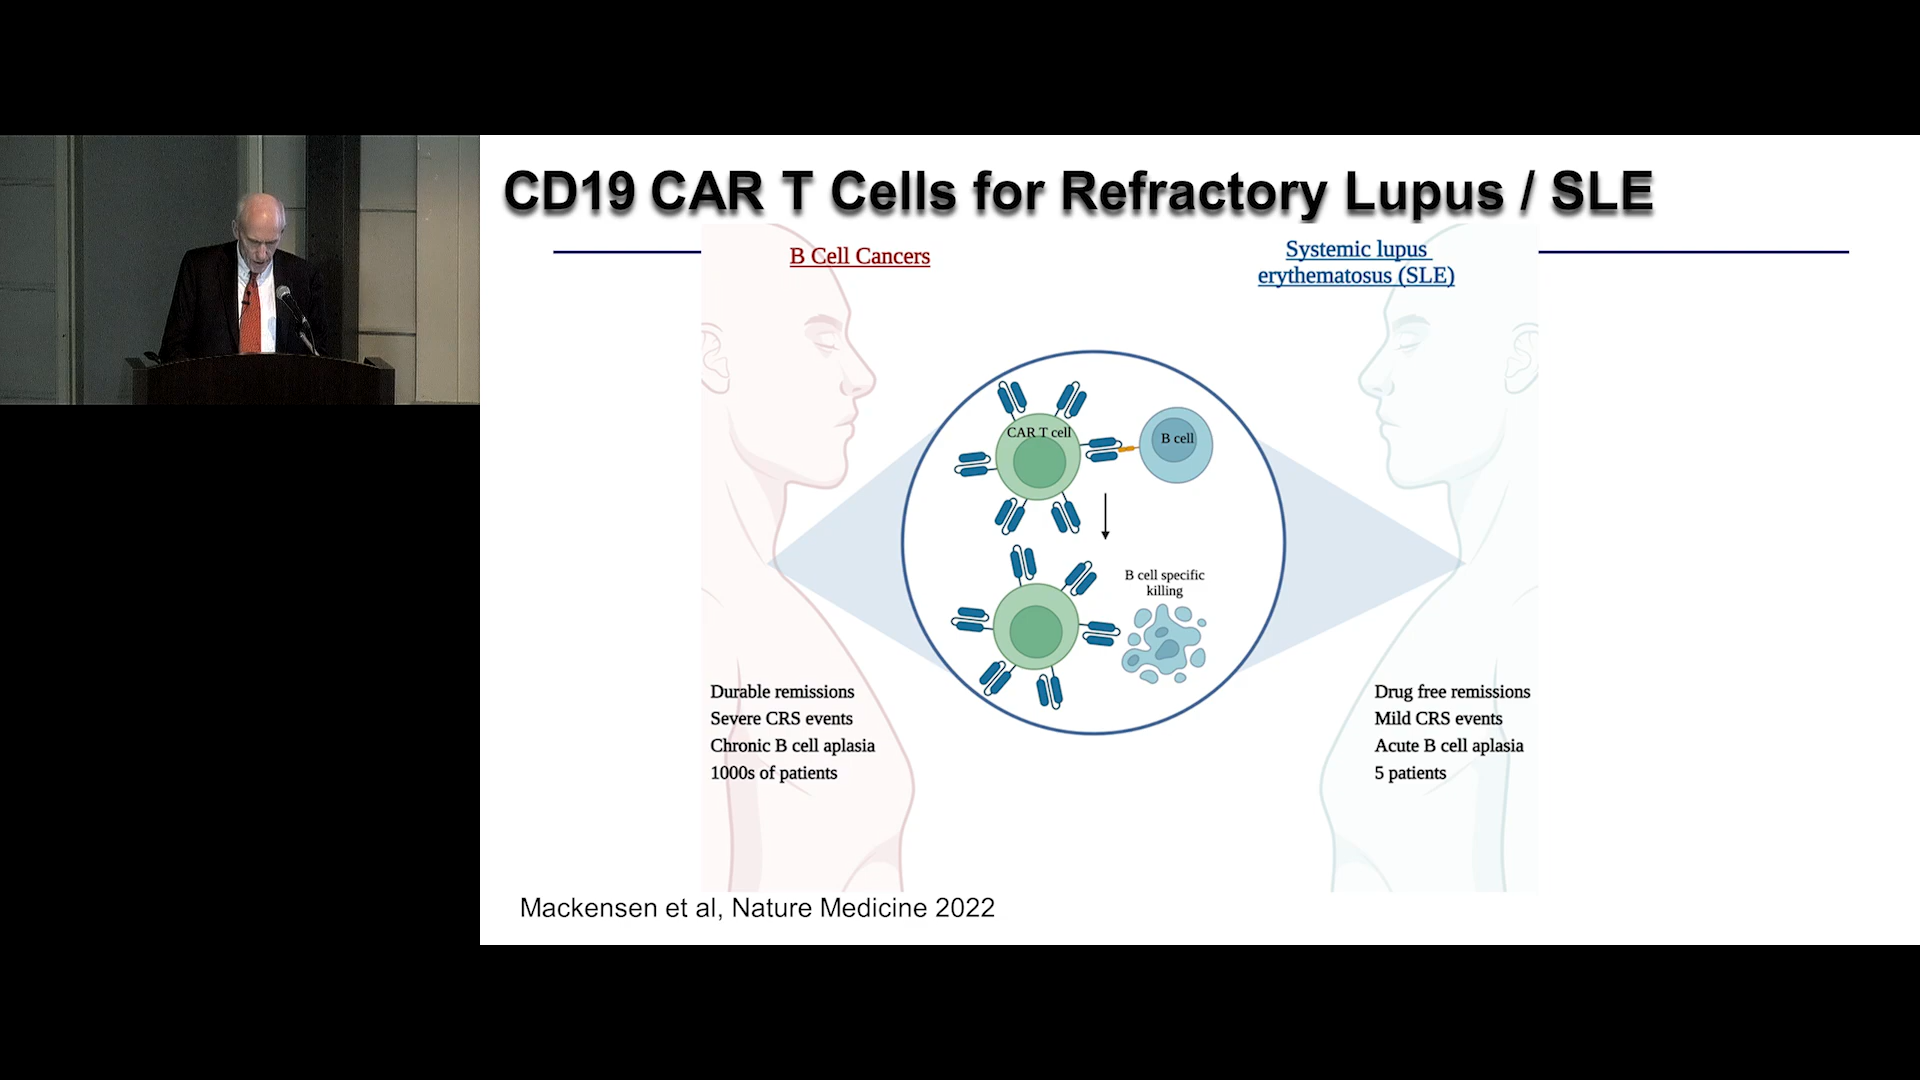 CD19 CAR T Cells for Refractory Lupus / SLE
B Cell Cancers
Systemic lupus
erythematosus (SLE)
CAR T cell
B cell
B cell specific
killing
Durable remissions
Severe CRS events
Chronic B cell aplasia
1000s of patients
Drug free remissions
Mild CRS events
Acute B cell aplasia
5 patients
Mackensen et al, Nature Medicine 2022